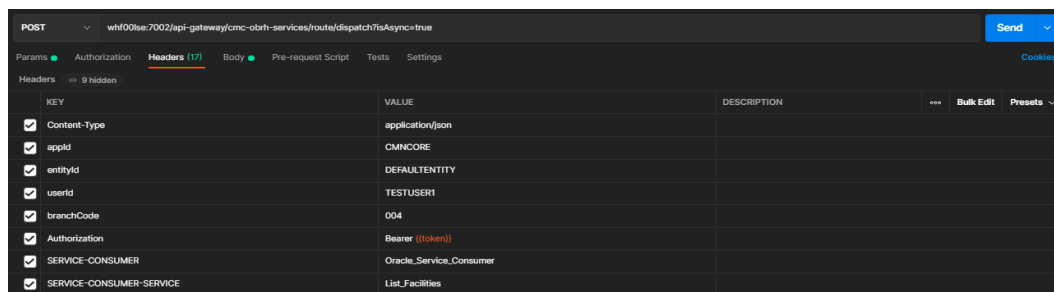 POST whf00lse:7002/api-gateway/cmc-obrh-services/route/dispatch?isAsync=true Send
Params Authorization Headers (17) Body Pre-request Script Tests Settings Cookies
Headers 9 hidden
KEY VALUE DESCRIPTION ooo Bulk Edit Presets
Content-Type application/json
appId CMNCORE
entityId DEFAULTENTITY
userId TESTUSER1
branchCode 004
Authorization Bearer {{token}}
SERVICE-CONSUMER Oracle_Service_Consumer
SERVICE-CONSUMER-SERVICE List_Facilities